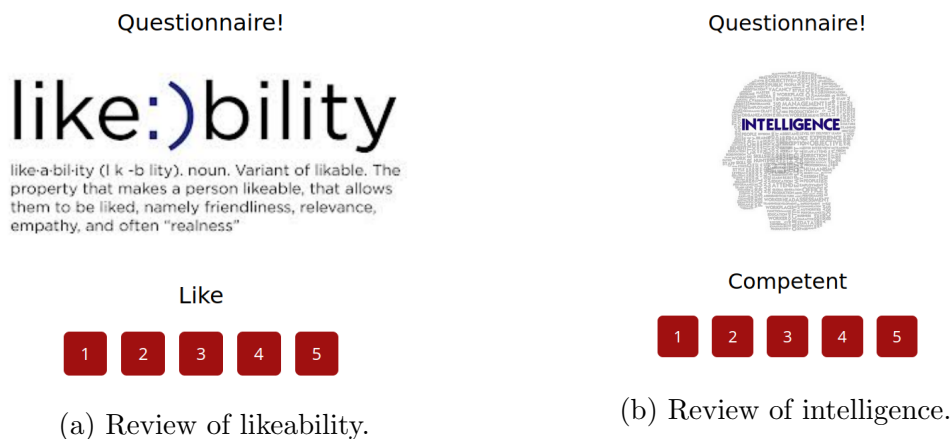 Questionnaire!
like:)bility
like·a·bil·ity (l k -b lity). noun. Variant of likable. The
property that makes a person likeable, that allows
them to be liked, namely friendliness, relevance,
empathy, and often "realness"
Like
1 2 3 4 5
(a) Review of likeability.
Questionnaire!
INTELLIGENCE
Competent
1 2 3 4 5
(b) Review of intelligence.